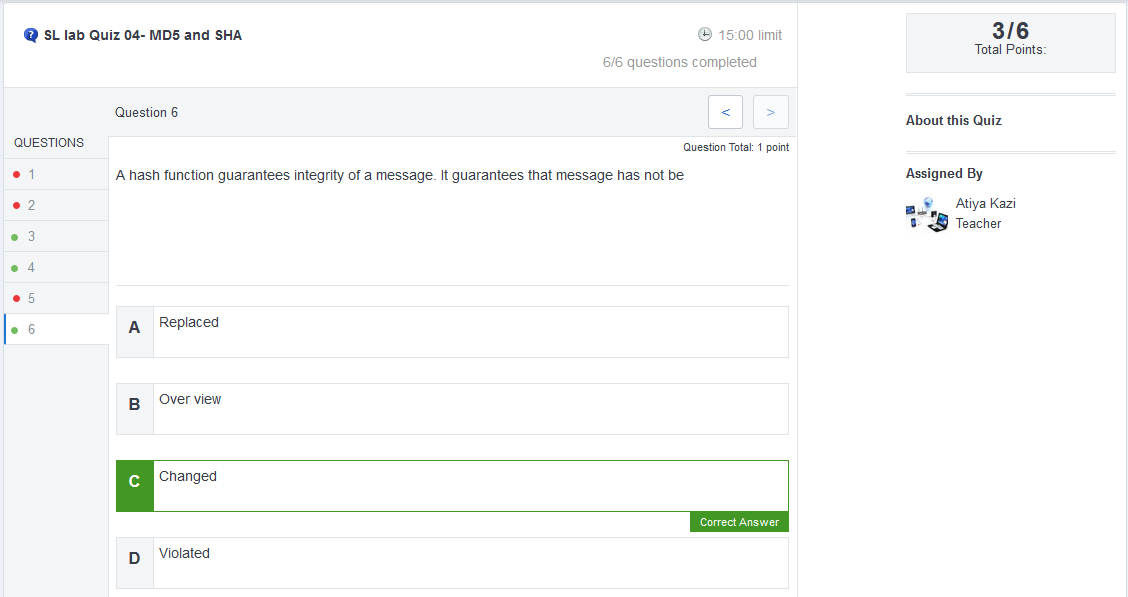 SL lab Quiz 04- MD5 and SHA
15:00 limit
6/6 questions completed
3/6
Total Points:
About this Quiz
Assigned By
Atiya Kazi
Teacher
Question 6
<
>
QUESTIONS
1
2
3
4
5
6
Question Total: 1 point
A hash function guarantees integrity of a message. It guarantees that message has not be
A
Replaced
B
Over view
C
Changed
Correct Answer
D
Violated